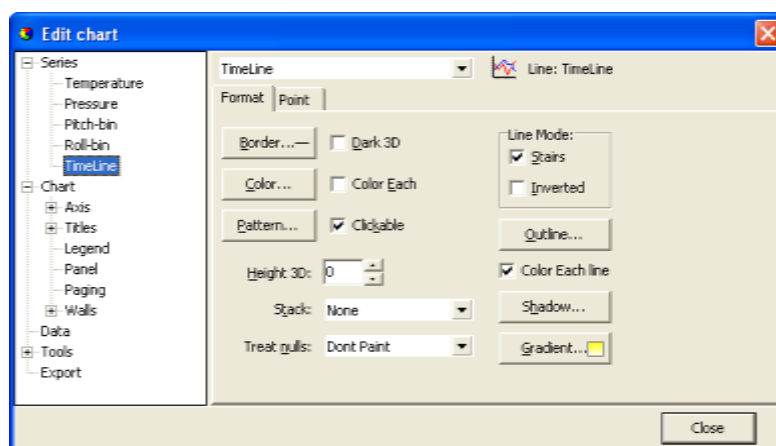 Edit chart
Series
Temperature
Pressure
Pitch-bin
Roll-bin
TimeLine
Chart
Axis
Titles
Legend
Panel
Paging
Walls
Data
Tools
Export
TimeLine
Line: TimeLine
Format
Point
Border...
Dark 3D
Color...
Color Each
Pattern...
Clickable
Height 3D: 0
Stack: None
Treat nulls: Dont Paint
Line Mode:
Stairs
Inverted
Outline...
Color Each line
Shadow...
Gradient...
Close